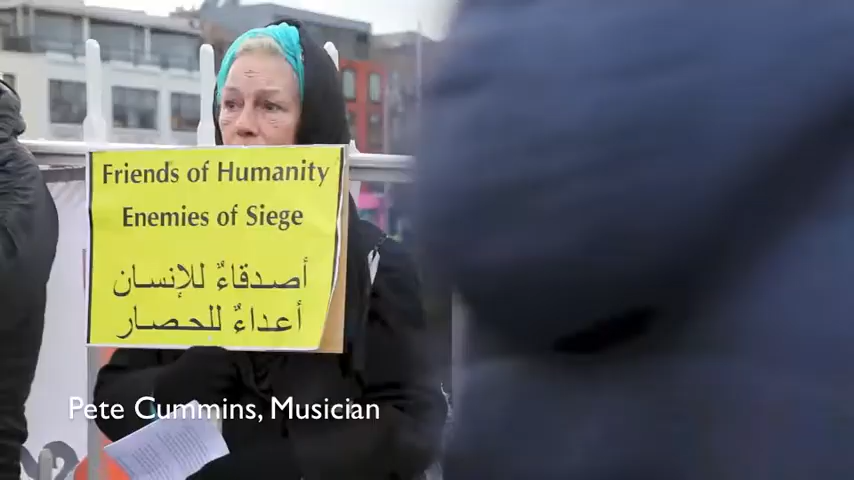 Friends of Humanity
Enemies of Siege
أصدقاءٌ للإنسان
أعداءٌ للحصار
Pete Cummins, Musician